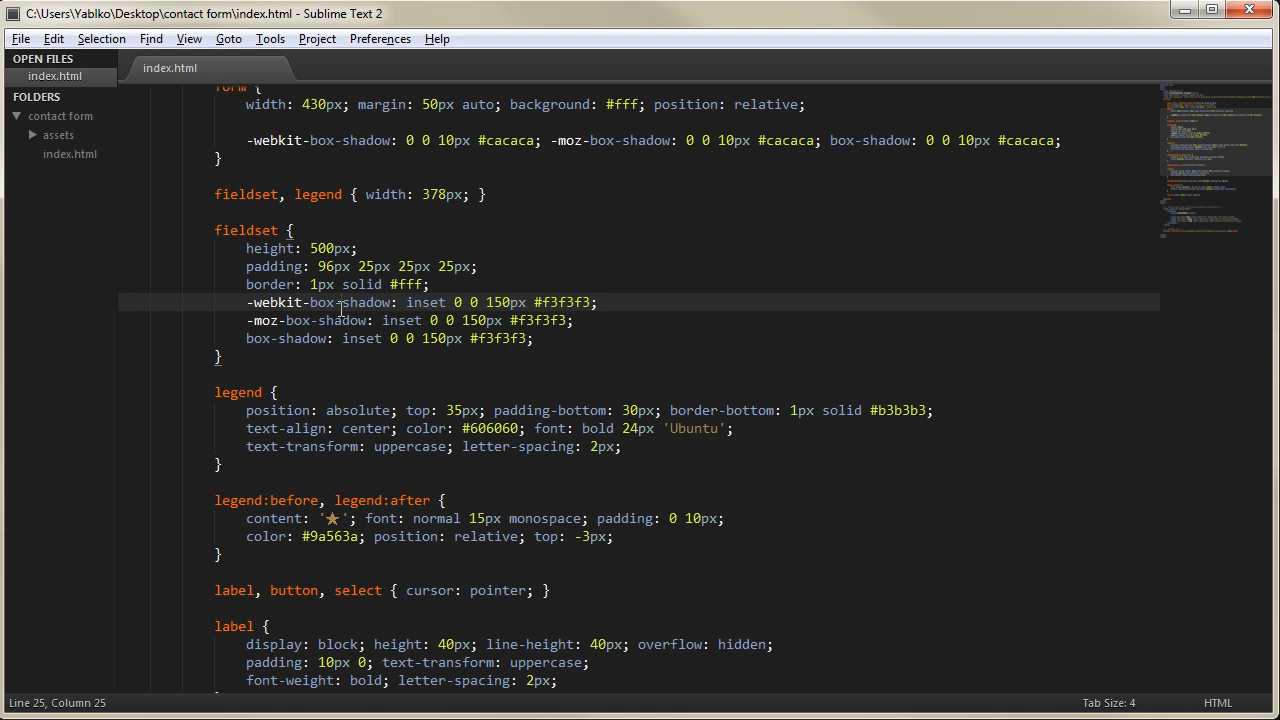 C:\Users\Yablko\Desktop\contact form\index.html - Sublime Text 2
File Edit Selection Find View Goto Tools Project Preferences Help
OPEN FILES
index.html
FOLDERS
contact form
assets
index.html
index.html
form {
width: 430px; margin: 50px auto; background: #fff; position: relative;
-webkit-box-shadow: 0 0 10px #cacaca; -moz-box-shadow: 0 0 10px #cacaca; box-shadow: 0 0 10px #cacaca;
}
fieldset, legend { width: 378px; }
fieldset {
height: 500px;
padding: 96px 25px 25px 25px;
border: 1px solid #fff;
-webkit-box-shadow: inset 0 0 150px #f3f3f3;
-moz-box-shadow: inset 0 0 150px #f3f3f3;
box-shadow: inset 0 0 150px #f3f3f3;
}
legend {
position: absolute; top: 35px; padding-bottom: 30px; border-bottom: 1px solid #b3b3b3;
text-align: center; color: #606060; font: bold 24px 'Ubuntu';
text-transform: uppercase; letter-spacing: 2px;
}
legend:before, legend:after {
content: '★'; font: normal 15px monospace; padding: 0 10px;
color: #9a563a; position: relative; top: -3px;
}
label, button, select { cursor: pointer; }
label {
display: block; height: 40px; line-height: 40px; overflow: hidden;
padding: 10px 0; text-transform: uppercase;
font-weight: bold; letter-spacing: 2px;
Line 25, Column 25
Tab Size: 4
HTML